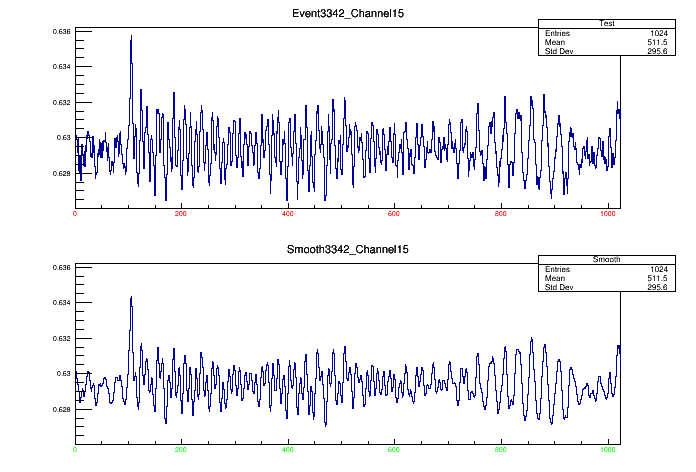 Event3342_Channel15
Test
Entries 1024
Mean 511.5
Std Dev 295.6
0.636
0.634
0.632
0.63
0.628
0 200 400 600 800 1000
Smooth3342_Channel15
Smooth
Entries 1024
Mean 511.5
Std Dev 295.6
0.636
0.634
0.632
0.63
0.628
0 200 400 600 800 1000